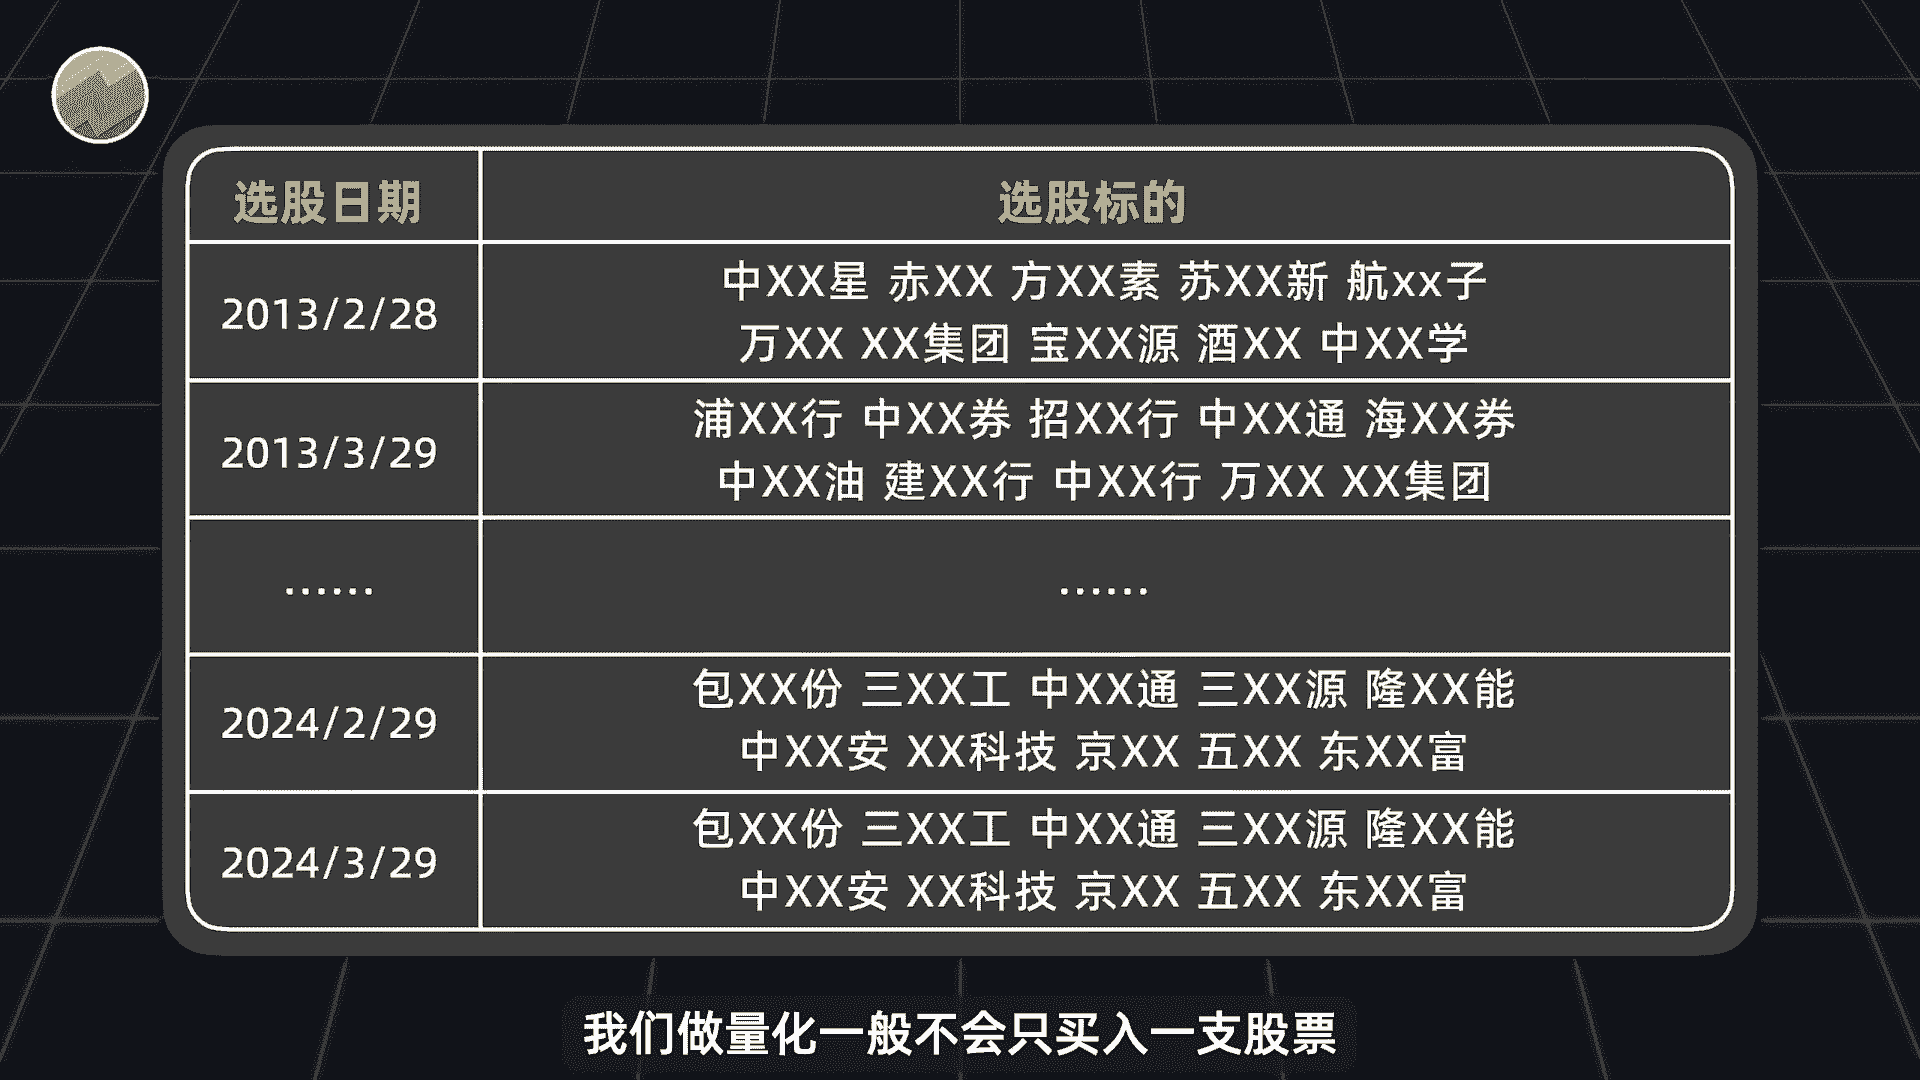 选股日期 选股标的
2013/2/28
中XX星 赤XX 方XX素 苏XX新 航xx子
万XX XX集团 宝XX源 酒XX 中XX学
2013/3/29
浦XX行 中XX券 招XX行 中XX通 海XX券
中XX油 建XX行 中XX行 万XX XX集团
…… ……
2024/2/29
包XX份 三XX工 中XX通 三XX源 隆XX能
中XX安 XX科技 京XX 五XX 东XX富
2024/3/29
包XX份 三XX工 中XX通 三XX源 隆XX能
中XX安 XX科技 京XX 五XX 东XX富
我们做量化一般不会只买入一支股票